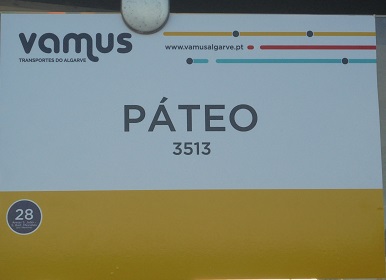 vamus
TRANSPORTES DO ALGARVE
www.vamusalgarve.pt
PÁTEO
3513
28